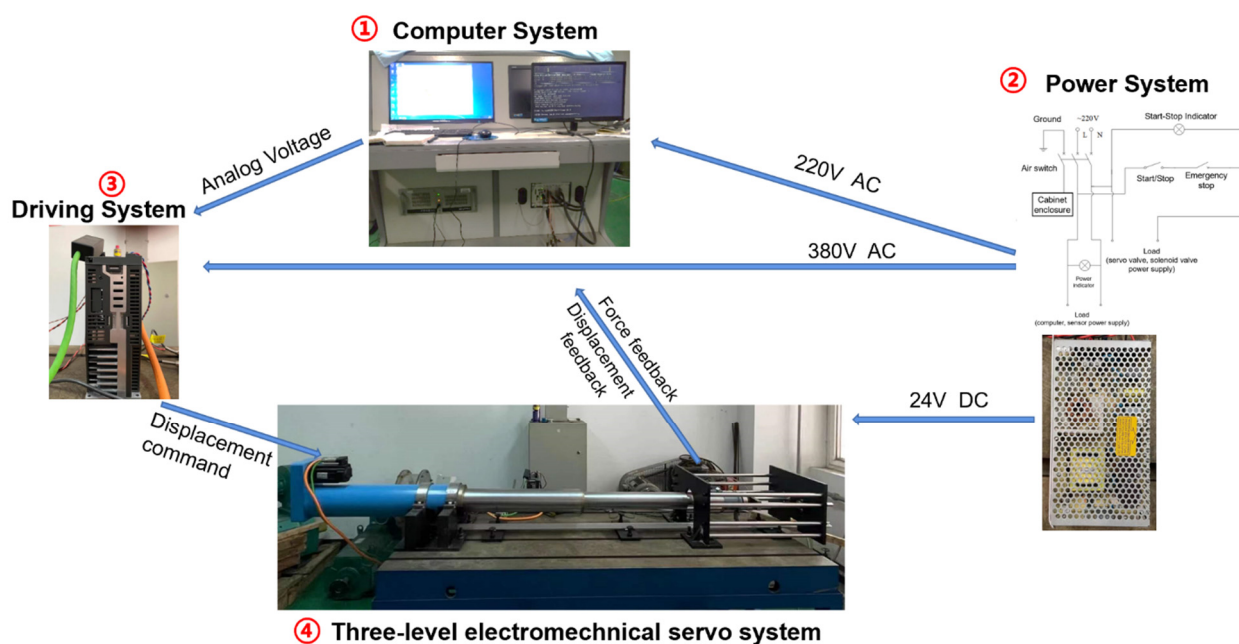 ① Computer System
② Power System
Ground
~220V
L
N
Start-Stop Indicator
Air switch
Start/Stop
Emergency
stop
Cabinet
enclosure
Load
(servo valve, solenoid valve
power supply)
Power
indicator
Load
(computer, sensor power supply)
Analog Voltage
220V AC
③
Driving System
380V AC
Force feedback
Displacement
feedback
24V DC
Displacement
command
④ Three-level electromechnical servo system